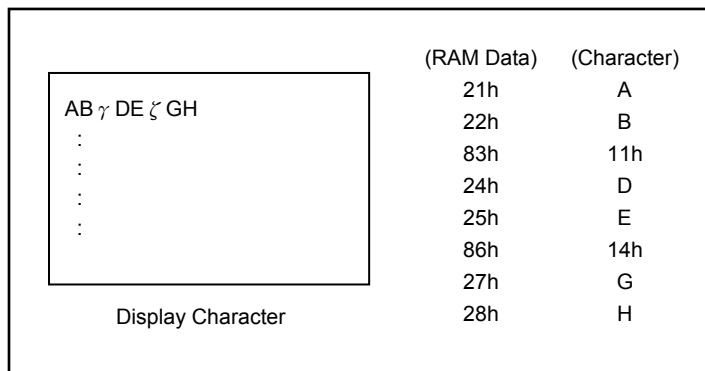 AB γ DE ζ GH
:
:
:
:
Display Character
(RAM Data) (Character)
21h A
22h B
83h 11h
24h D
25h E
86h 14h
27h G
28h H